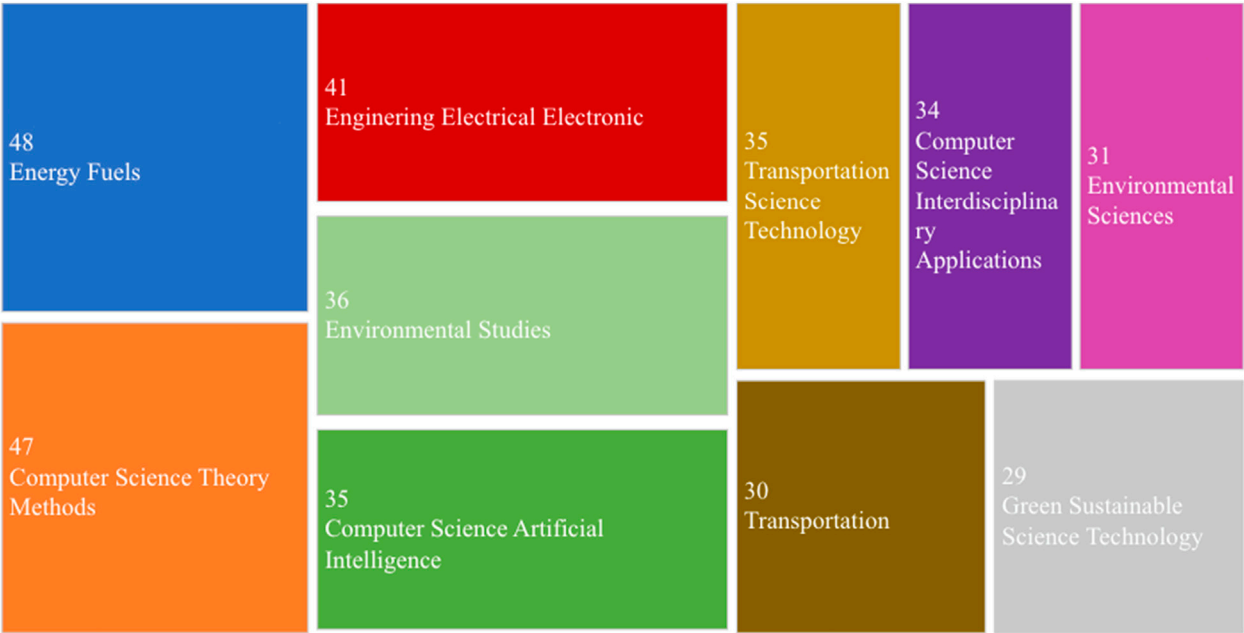 48
Energy Fuels
47
Computer Science Theory
Methods
41
Enginering Electrical Electronic
36
Environmental Studies
35
Computer Science Artificial
Intelligence
35
Transportation
Science
Technology
34
Computer
Science
Interdisciplina
ry
Applications
31
Environmental
Sciences
30
Transportation
29
Green Sustainable
Science Technology